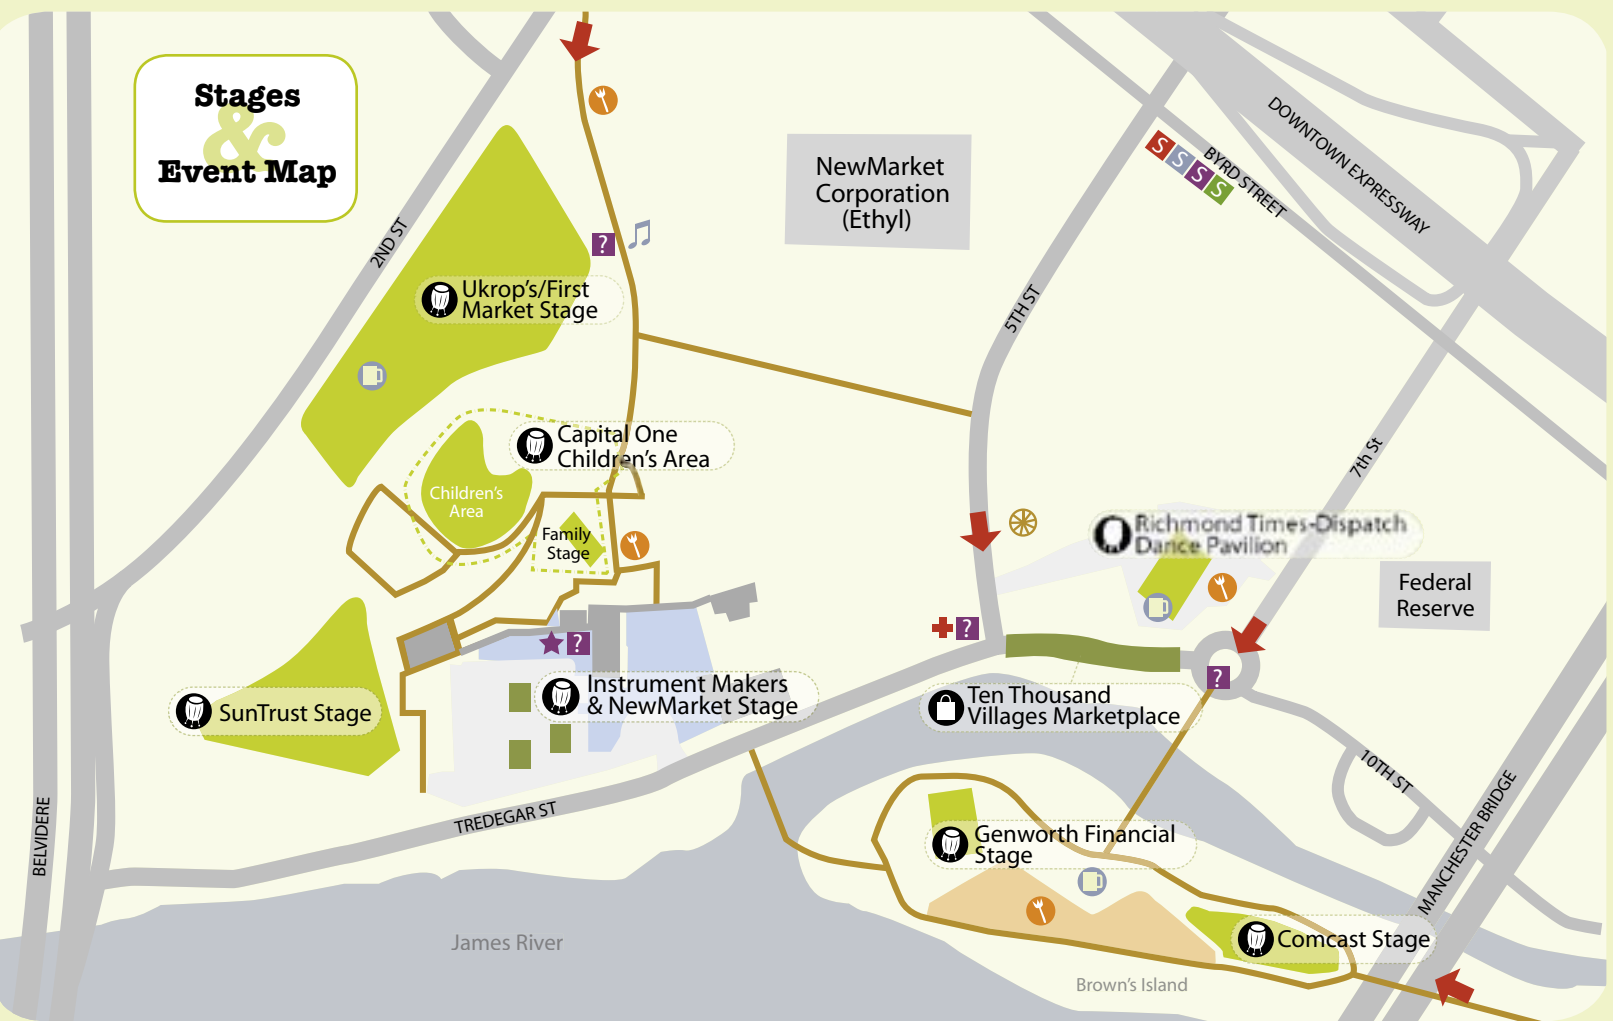 Stages
&
Event Map
2ND ST
NewMarket
Corporation
(Ethyl)
DOWNTOWN EXPRESSWAY
S S S S
BYRD STREET
?
Ukrop's/First
Market Stage
5TH ST
7th St
Capital One
Children's Area
Children's
Area
Family
Stage
Richmond Times-Dispatch
Dance Pavilion
Federal
Reserve
?
?
?
Instrument Makers
& NewMarket Stage
SunTrust Stage
Ten Thousand
Villages Marketplace
10TH ST
TREDEGAR ST
BELVIDERE
MANCHESTER BRIDGE
Genworth Financial
Stage
Comcast Stage
James River
Brown's Island